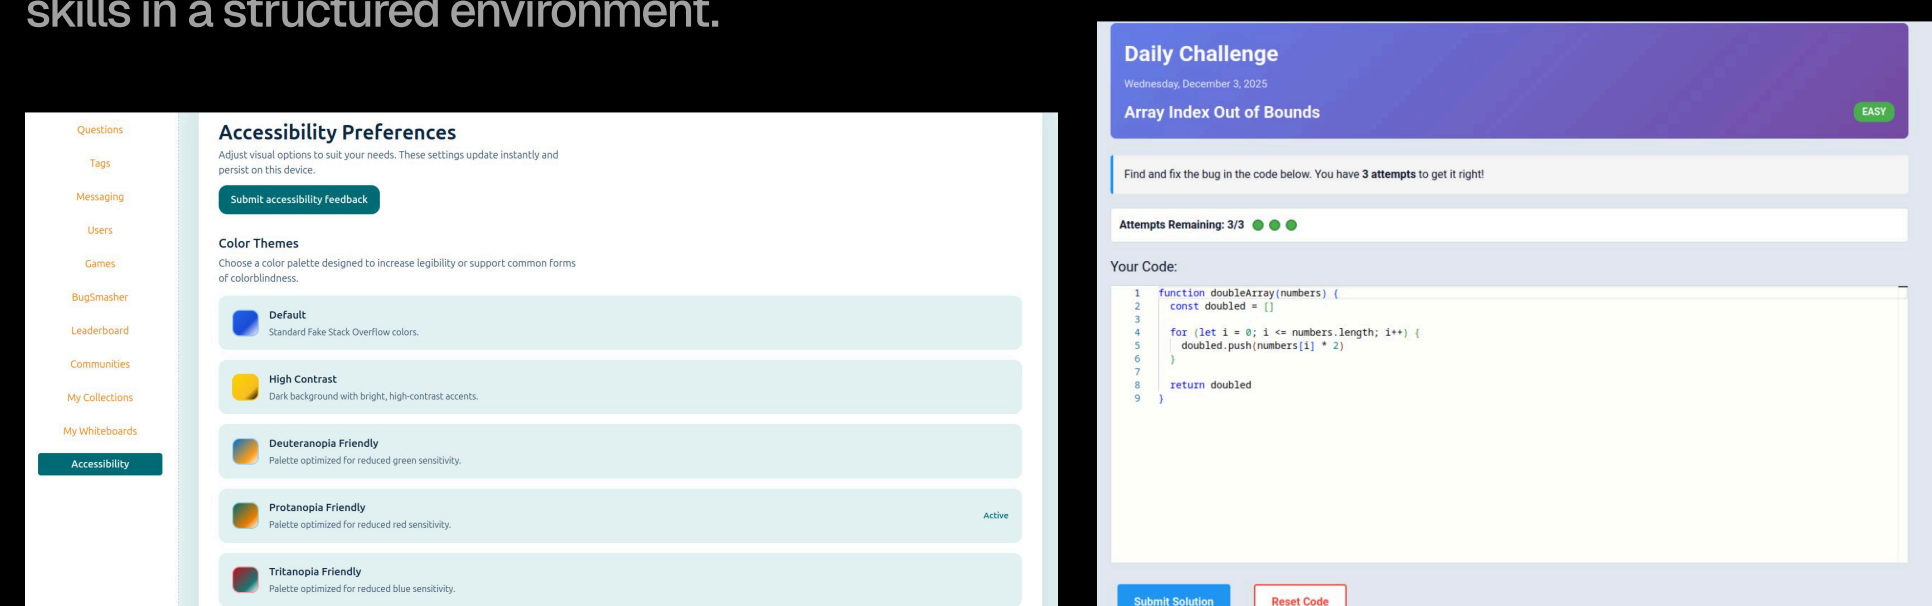 skills in a structured environment.
Questions
Tags
Messaging
Users
Games
BugSmasher
Leaderboard
Communities
My Collections
My Whiteboards
Accessibility
Accessibility Preferences
Adjust visual options to suit your needs. These settings update instantly and
persist on this device.
Submit accessibility feedback
Color Themes
Choose a color palette designed to increase legibility or support common forms
of colorblindness.
Default
Standard Fake Stack Overflow colors.
High Contrast
Dark background with bright, high-contrast accents.
Deuteranopia Friendly
Palette optimized for reduced green sensitivity.
Protanopia Friendly
Palette optimized for reduced red sensitivity.
Active
Tritanopia Friendly
Palette optimized for reduced blue sensitivity.
Daily Challenge
Wednesday, December 3, 2025
Array Index Out of Bounds
EASY
Find and fix the bug in the code below. You have 3 attempts to get it right!
Attempts Remaining: 3/3
Your Code:
1 function doubleArray(numbers) {
2 const doubled = []
3
4 for (let i = 0; i <= numbers.length; i++) {
5 doubled.push(numbers[i] * 2)
6 }
7
8 return doubled
9 }
Submit Solution
Reset Code